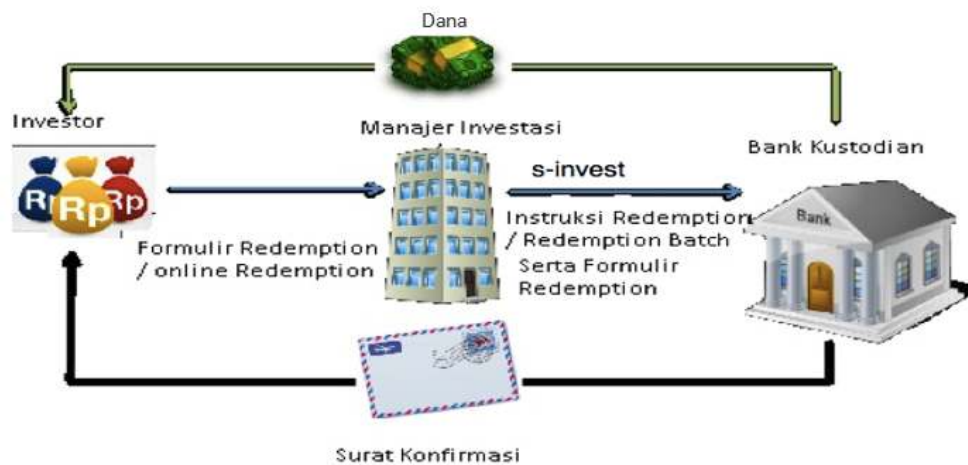 Dana
Investor
Manajer Investasi
Bank Kustodian
Rp
Rp
Rp
s-invest
Bank
Formulir Redemption
/ online Redemption
Instruksi Redemption
/ Redemption Batch
Serta Formulir
Redemption
Surat Konfirmasi